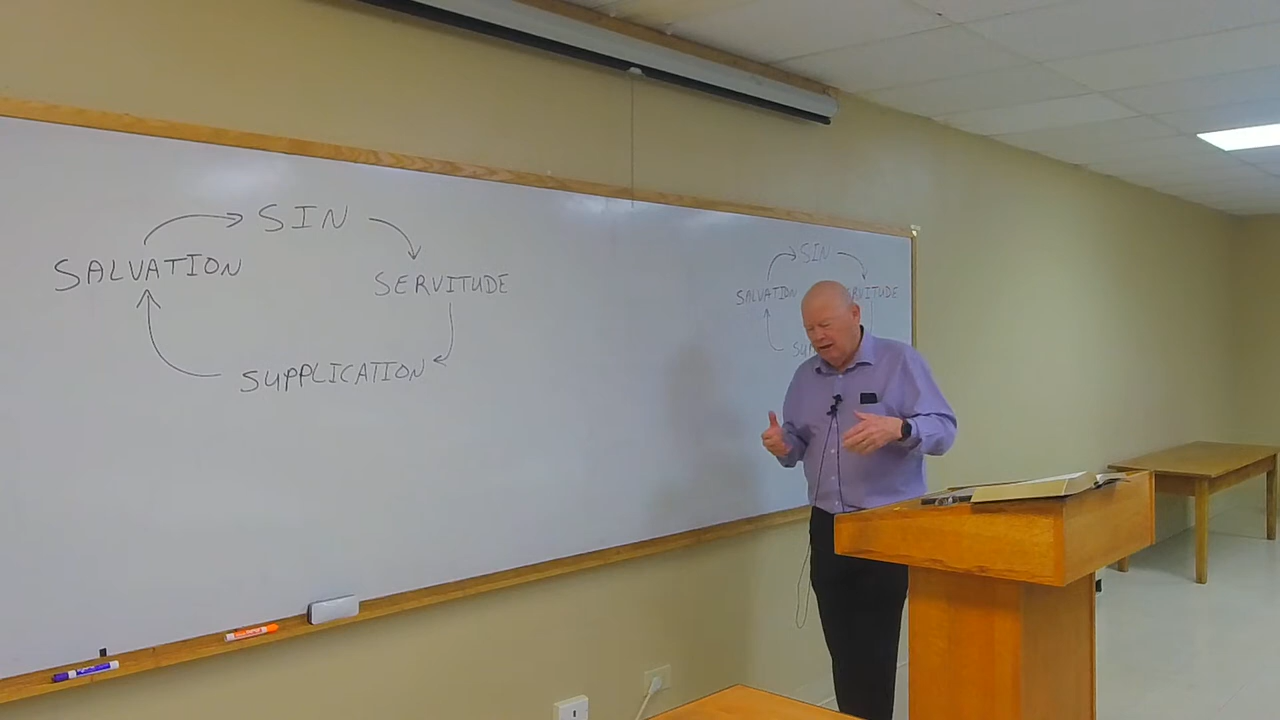 SIN
SALVATION
SERVITUDE
SUPPLICATION
SIN
SALVATION